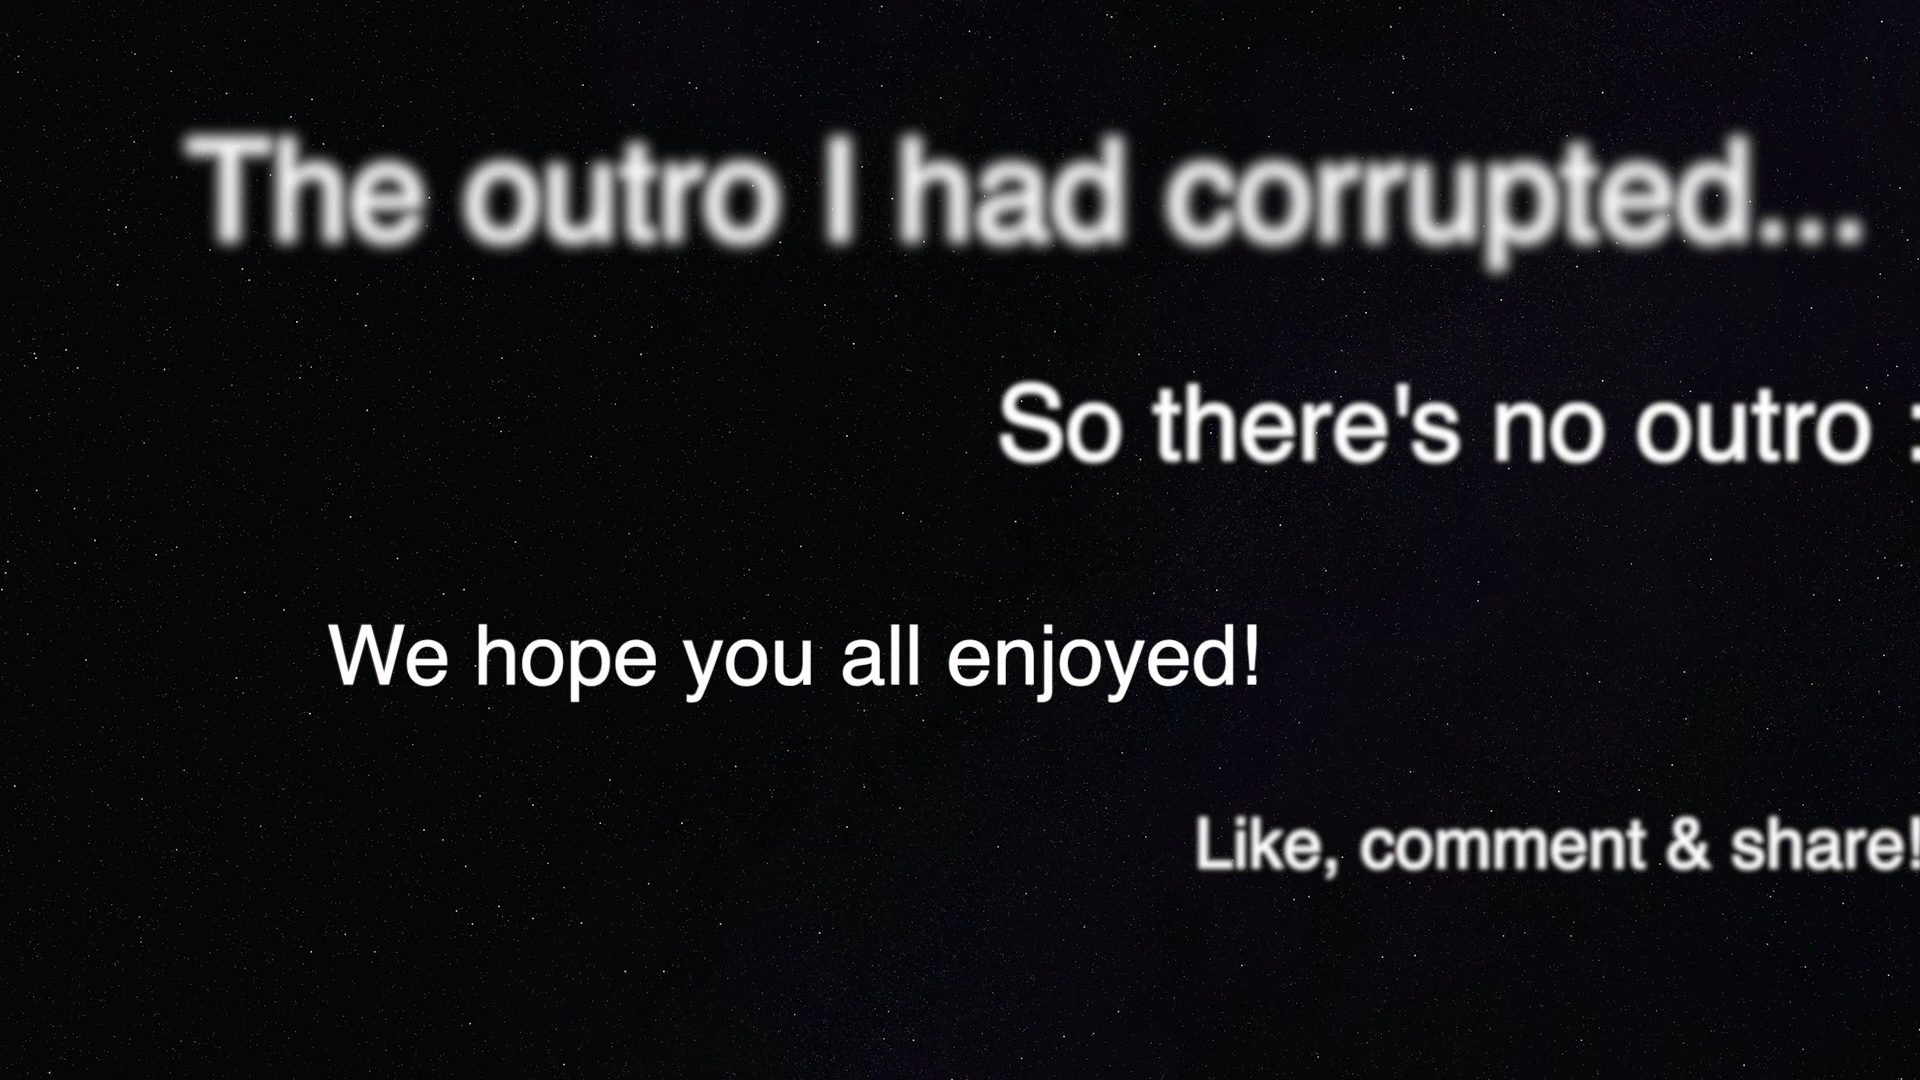 The outro I had corrupted...
So there's no outro :
We hope you all enjoyed!
Like, comment & share!